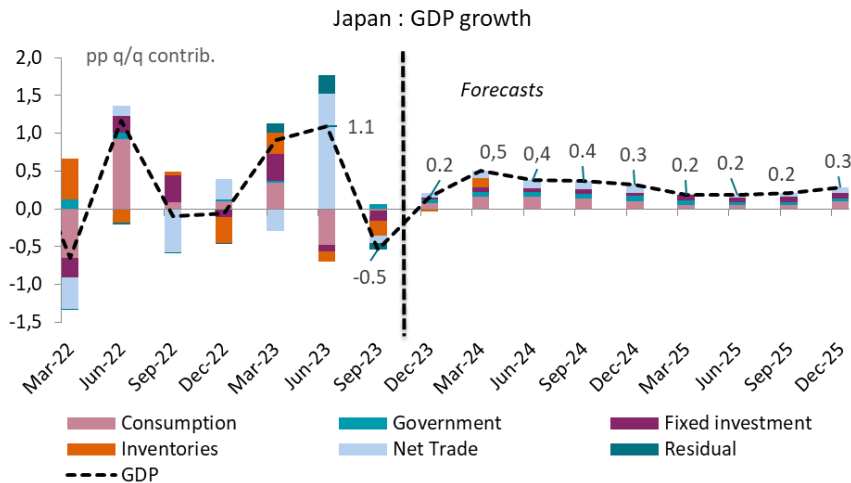 Japan : GDP growth
pp q/q contrib.
Forecasts
2,0
1,5
1,0
0,5
0,0
-0,5
-1,0
-1,5
1.1
-0.5
0.2
0,5
0,4
0.4
0.3
0.2
0.2
0.2
0.3
Mar-22
Jun-22
Sep-22
Dec-22
Mar-23
Jun-23
Sep-23
Dec-23
Mar-24
Jun-24
Sep-24
Dec-24
Mar-25
Jun-25
Sep-25
Dec-25
Consumption
Government
Fixed investment
Inventories
Net Trade
Residual
GDP